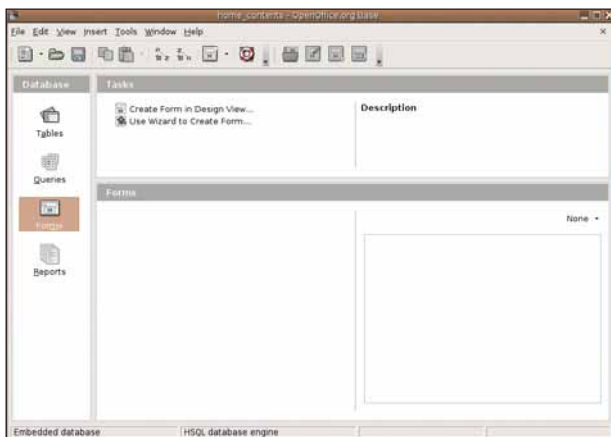 home_contents - OpenOffice.org Base
File Edit View Insert Tools Window Help
Database
Tasks
Tables
Queries
Forms
Reports
Create Form in Design View...
Use Wizard to Create Form...
Description
Forms
None
Embedded database
HSQL database engine